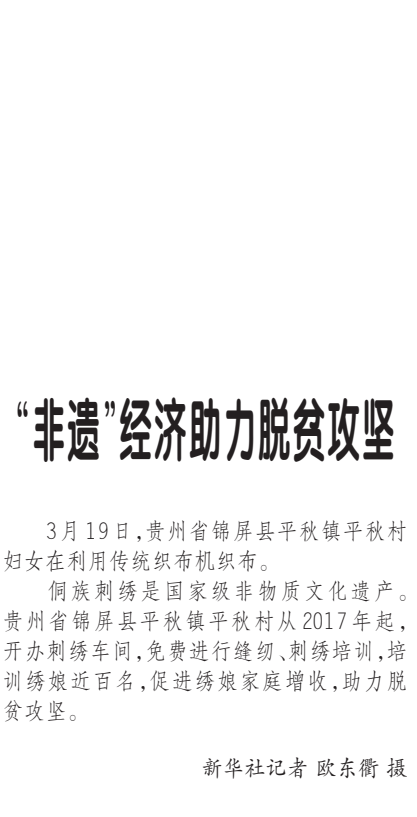 “非遗”经济助力脱贫攻坚
3月19日，贵州省锦屏县平秋镇平秋村
妇女在利用传统织布机织布。
侗族刺绣是国家级非物质文化遗产。
贵州省锦屏县平秋镇平秋村从2017年起，
开办刺绣车间，免费进行缝纫、刺绣培训，培
训绣娘近百名，促进绣娘家庭增收，助力脱
贫攻坚。
新华社记者 欧东衢 摄